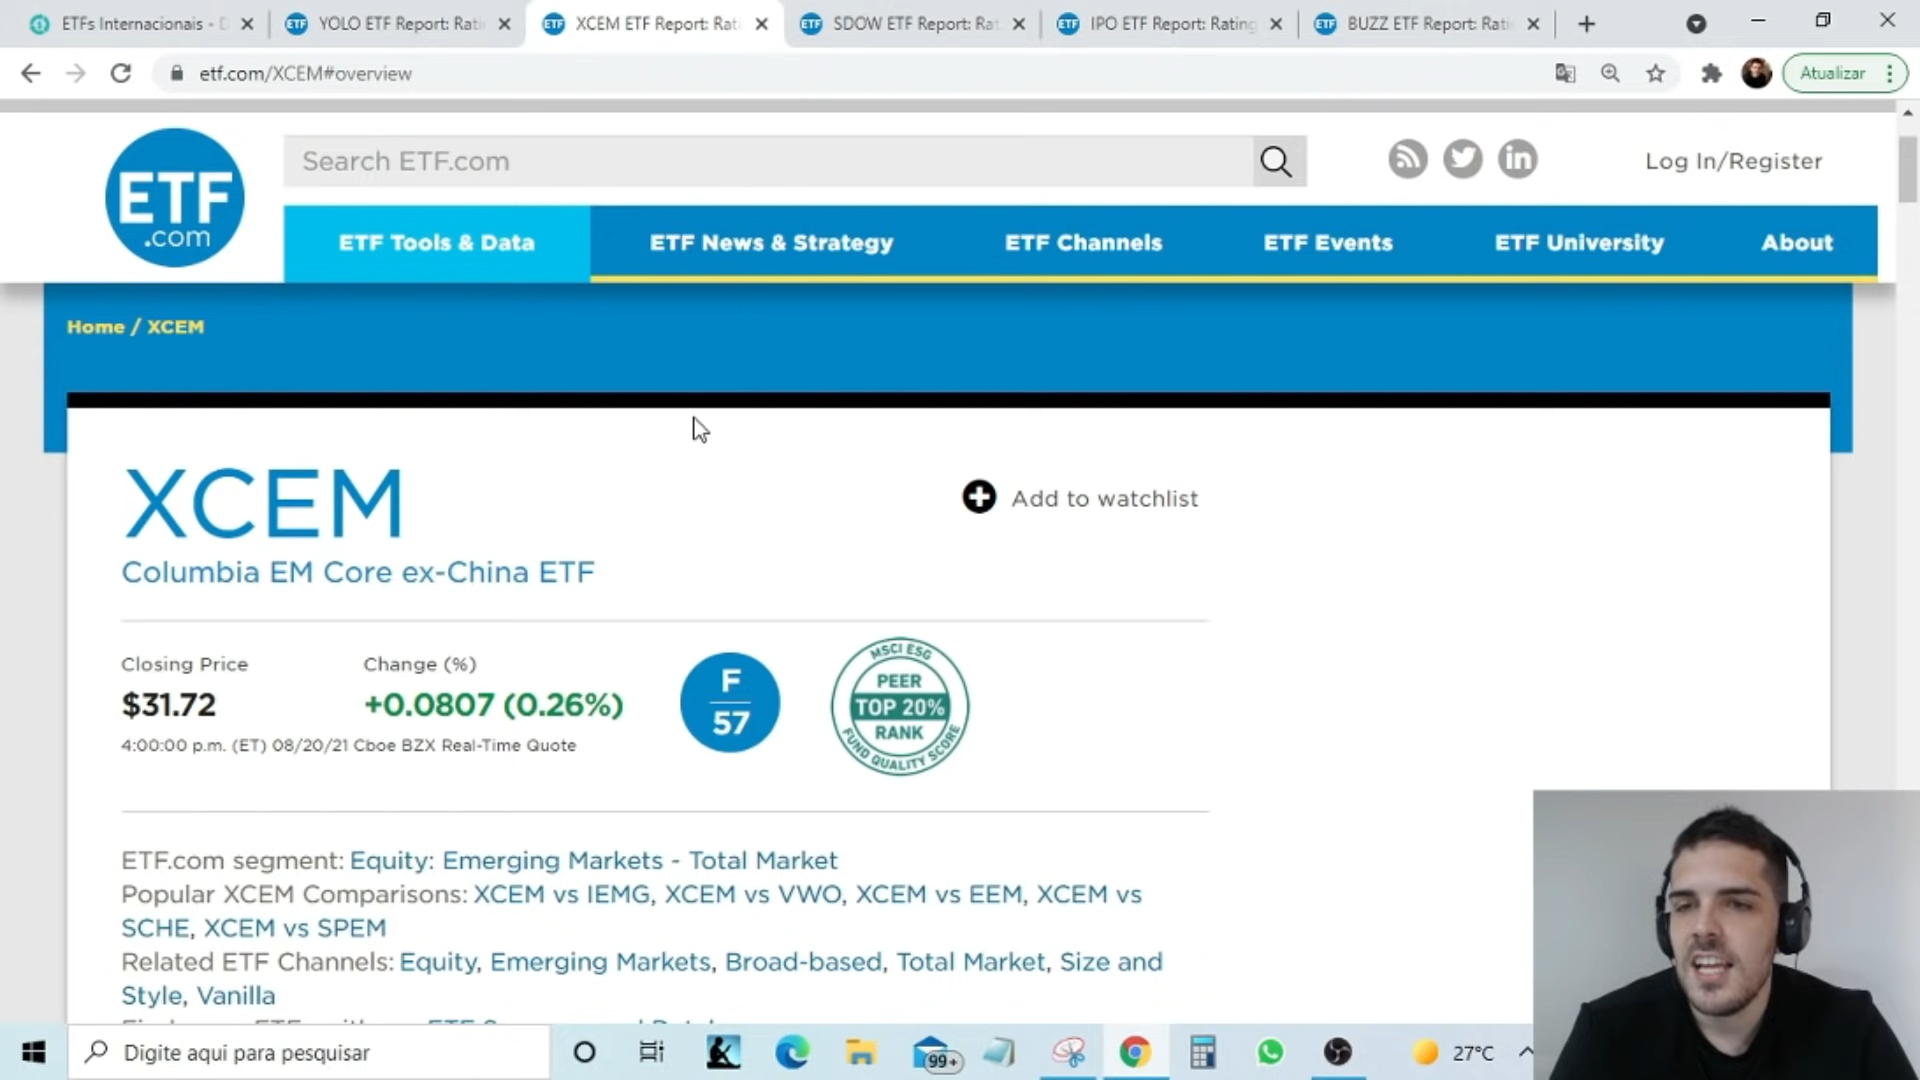 ETFs Internacionais -
YOLO ETF Report: Rati
XCEM ETF Report: Rati
SDOW ETF Report: Rat
IPO ETF Report: Rating
BUZZ ETF Report: Rati
etf.com/XCEM#overview
Atualizar
ETF
.com
Search ETF.com
Log In/Register
ETF Tools & Data
ETF News & Strategy
ETF Channels
ETF Events
ETF University
About
Home / XCEM
XCEM
Add to watchlist
Columbia EM Core ex-China ETF
Closing Price
Change (%)
$31.72
+0.0807 (0.26%)
4:00:00 p.m. (ET) 08/20/21 Cboe BZX Real-Time Quote
F
57
MSCI ESG
PEER
TOP 20%
RANK
FUND QUALITY SCORE
ETF.com segment: Equity: Emerging Markets - Total Market
Popular XCEM Comparisons: XCEM vs IEMG, XCEM vs VWO, XCEM vs EEM, XCEM vs
SCHE, XCEM vs SPEM
Related ETF Channels: Equity, Emerging Markets, Broad-based, Total Market, Size and
Style, Vanilla
Digite aqui para pesquisar
99+
27°C